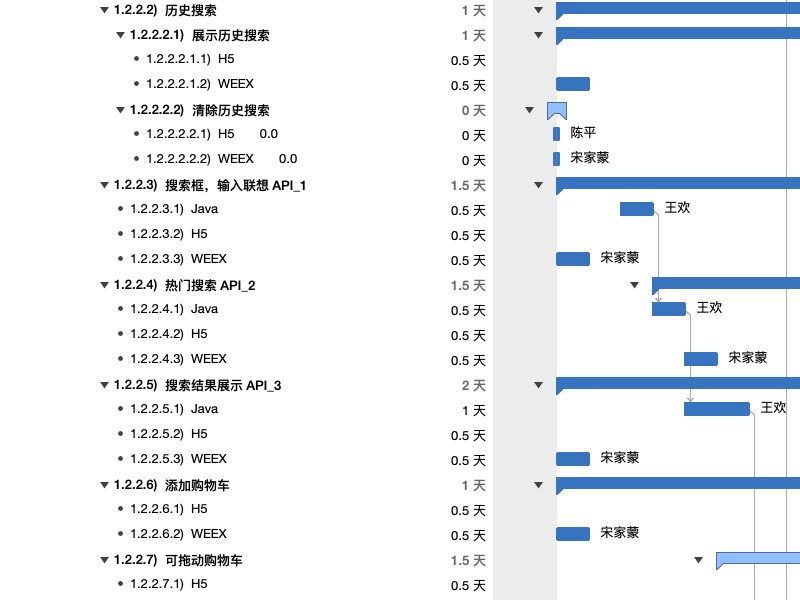 1.2.2.2) 历史搜索 1 天
1.2.2.2.1) 展示历史搜索 1 天
1.2.2.2.1.1) H5 0.5 天
1.2.2.2.1.2) WEEX 0.5 天
1.2.2.2.2) 清除历史搜索 0 天
1.2.2.2.2.1) H5 0.0 0 天 陈平
1.2.2.2.2.2) WEEX 0.0 0 天 宋家蒙
1.2.2.3) 搜索框，输入联想 API_1 1.5 天
1.2.2.3.1) Java 0.5 天 王欢
1.2.2.3.2) H5 0.5 天
1.2.2.3.3) WEEX 0.5 天 宋家蒙
1.2.2.4) 热门搜索 API_2 1.5 天
1.2.2.4.1) Java 0.5 天 王欢
1.2.2.4.2) H5 0.5 天
1.2.2.4.3) WEEX 0.5 天 宋家蒙
1.2.2.5) 搜索结果展示 API_3 2 天
1.2.2.5.1) Java 1 天 王欢
1.2.2.5.2) H5 0.5 天
1.2.2.5.3) WEEX 0.5 天 宋家蒙
1.2.2.6) 添加购物车 1 天
1.2.2.6.1) H5 0.5 天
1.2.2.6.2) WEEX 0.5 天 宋家蒙
1.2.2.7) 可拖动购物车 1.5 天
1.2.2.7.1) H5 0.5 天